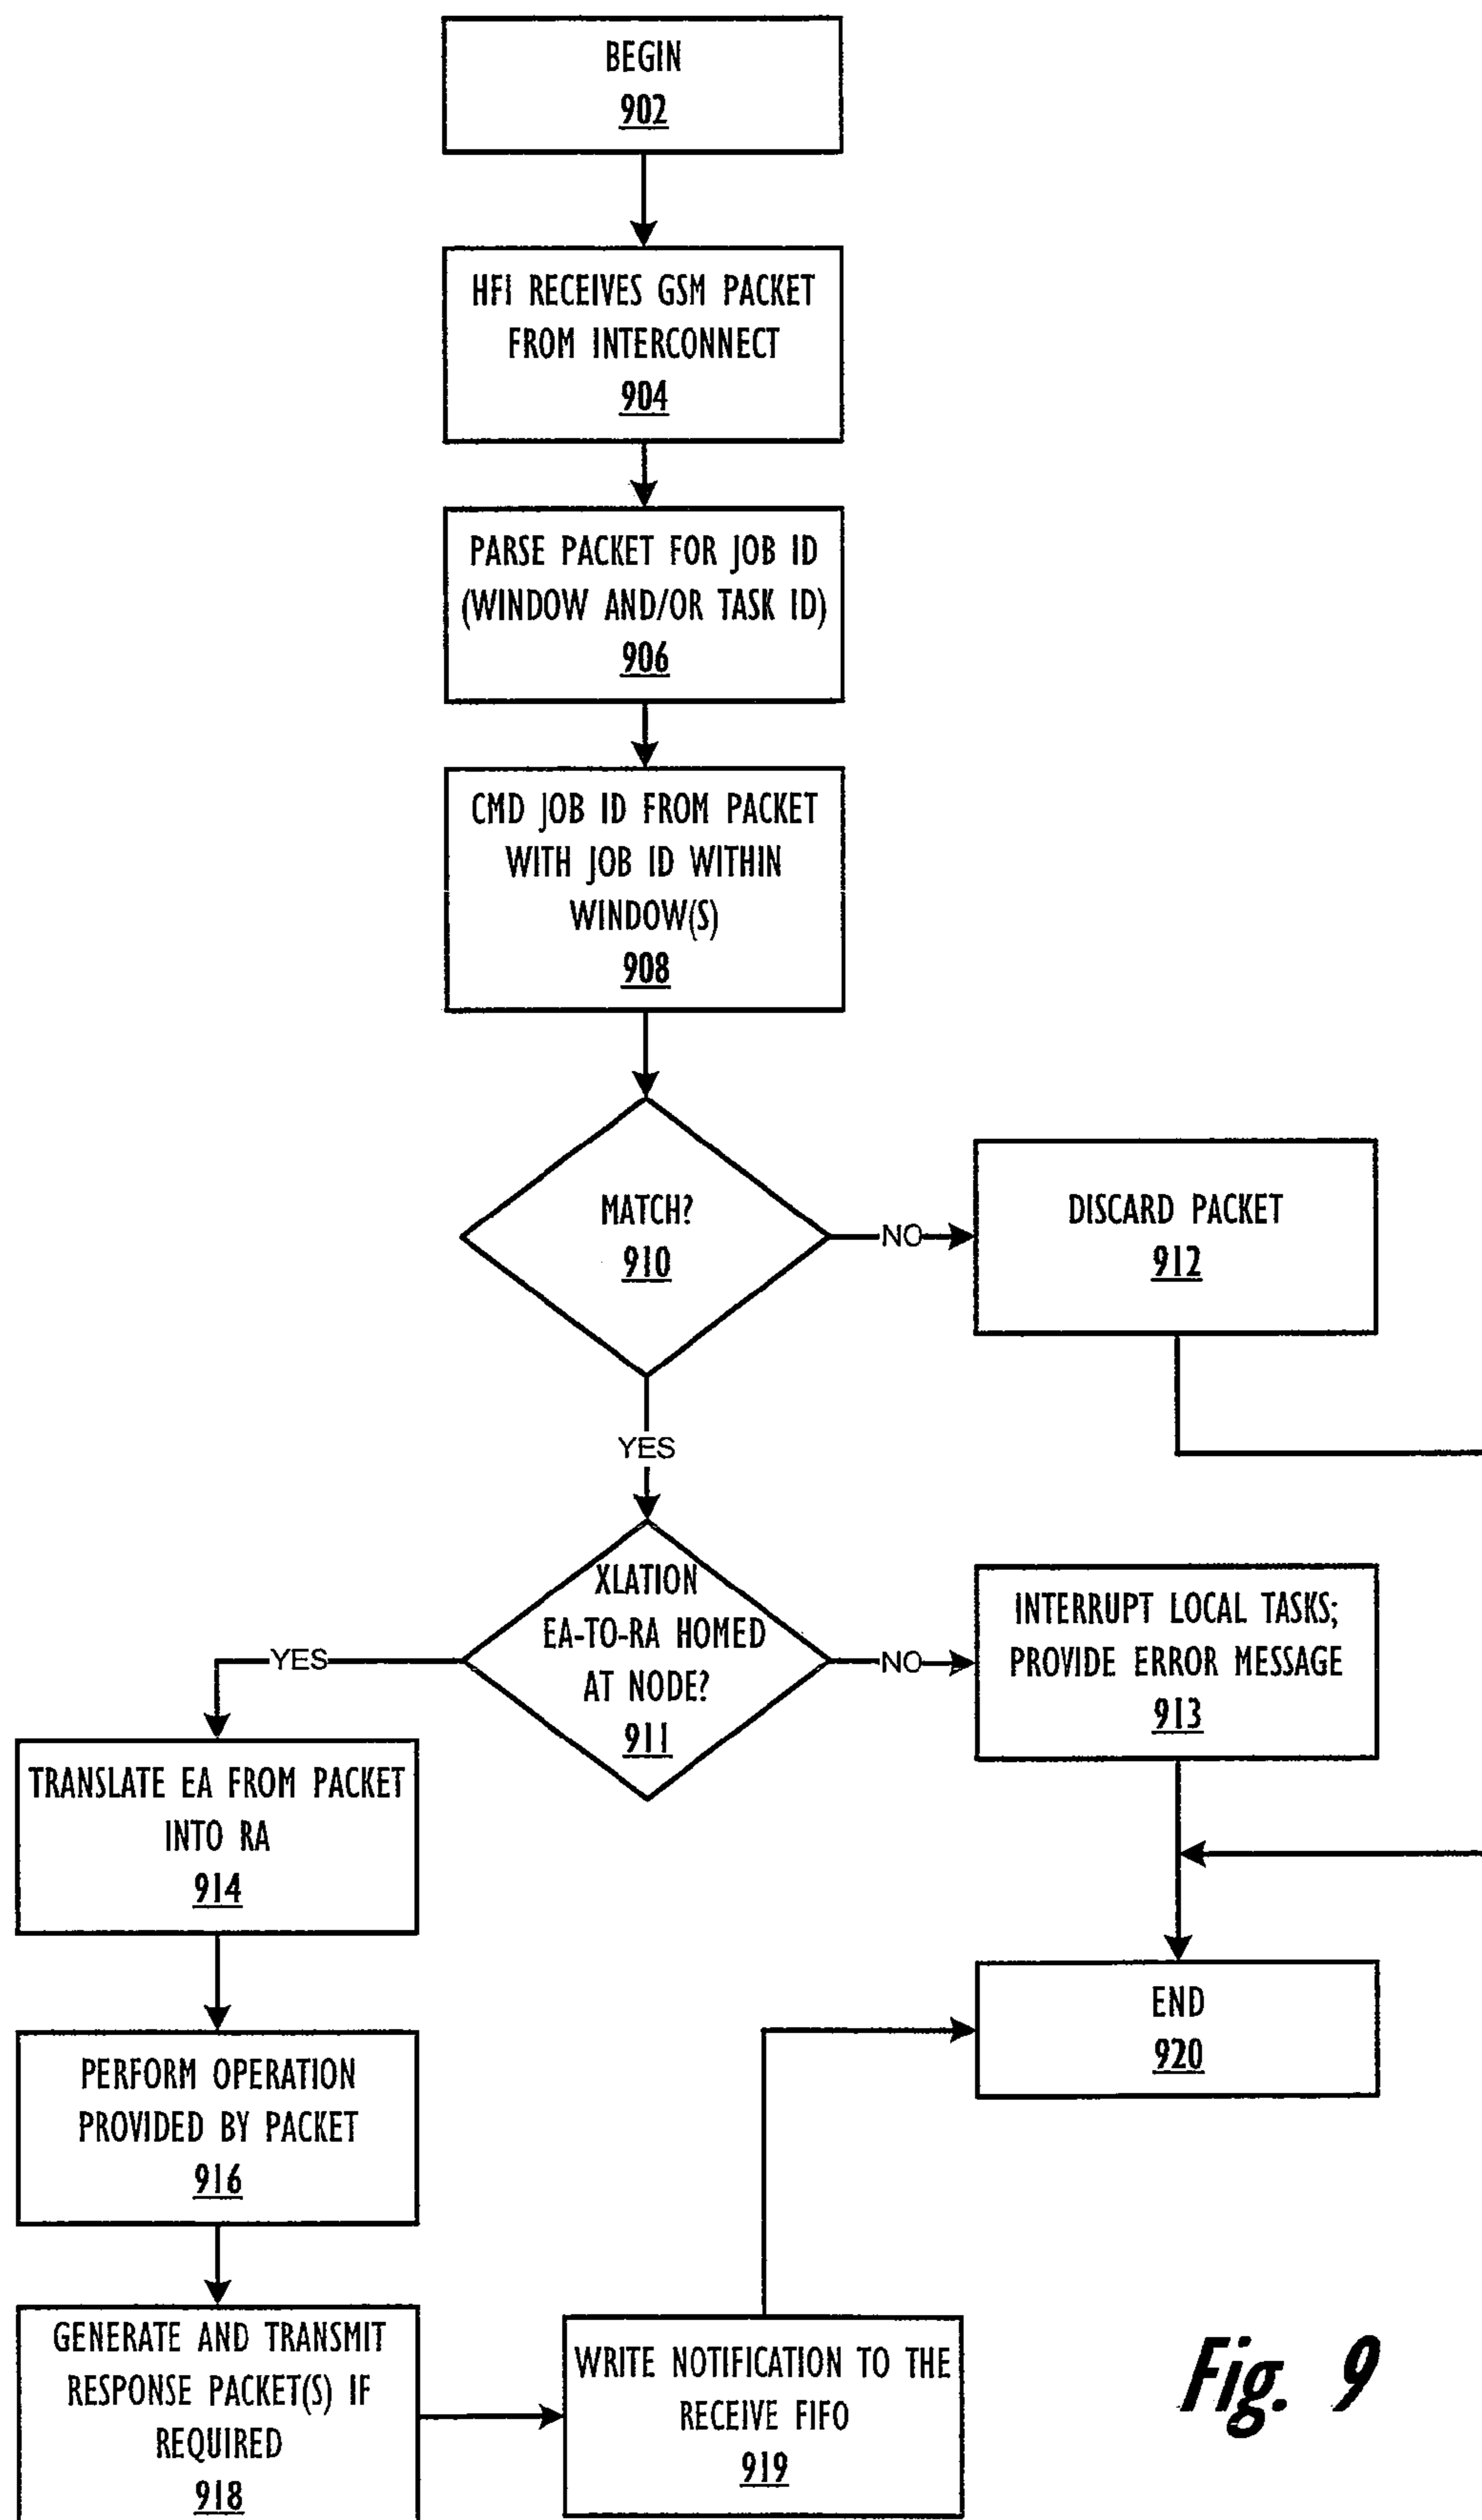 BEGIN
902
HFI RECEIVES GSM PACKET
FROM INTERCONNECT
904
PARSE PACKET FOR JOB ID
(WINDOW AND/OR TASK ID)
906
CMD JOB ID FROM PACKET
WITH JOB ID WITHIN
WINDOW(S)
908
MATCH?
910
NO
DISCARD PACKET
912
YES
XLATION
EA-TO-RA HOMED
AT NODE?
911
NO
INTERRUPT LOCAL TASKS;
PROVIDE ERROR MESSAGE
913
YES
TRANSLATE EA FROM PACKET
INTO RA
914
PERFORM OPERATION
PROVIDED BY PACKET
916
GENERATE AND TRANSMIT
RESPONSE PACKET(S) IF
REQUIRED
918
WRITE NOTIFICATION TO THE
RECEIVE FIFO
919
END
920
Fig. 9